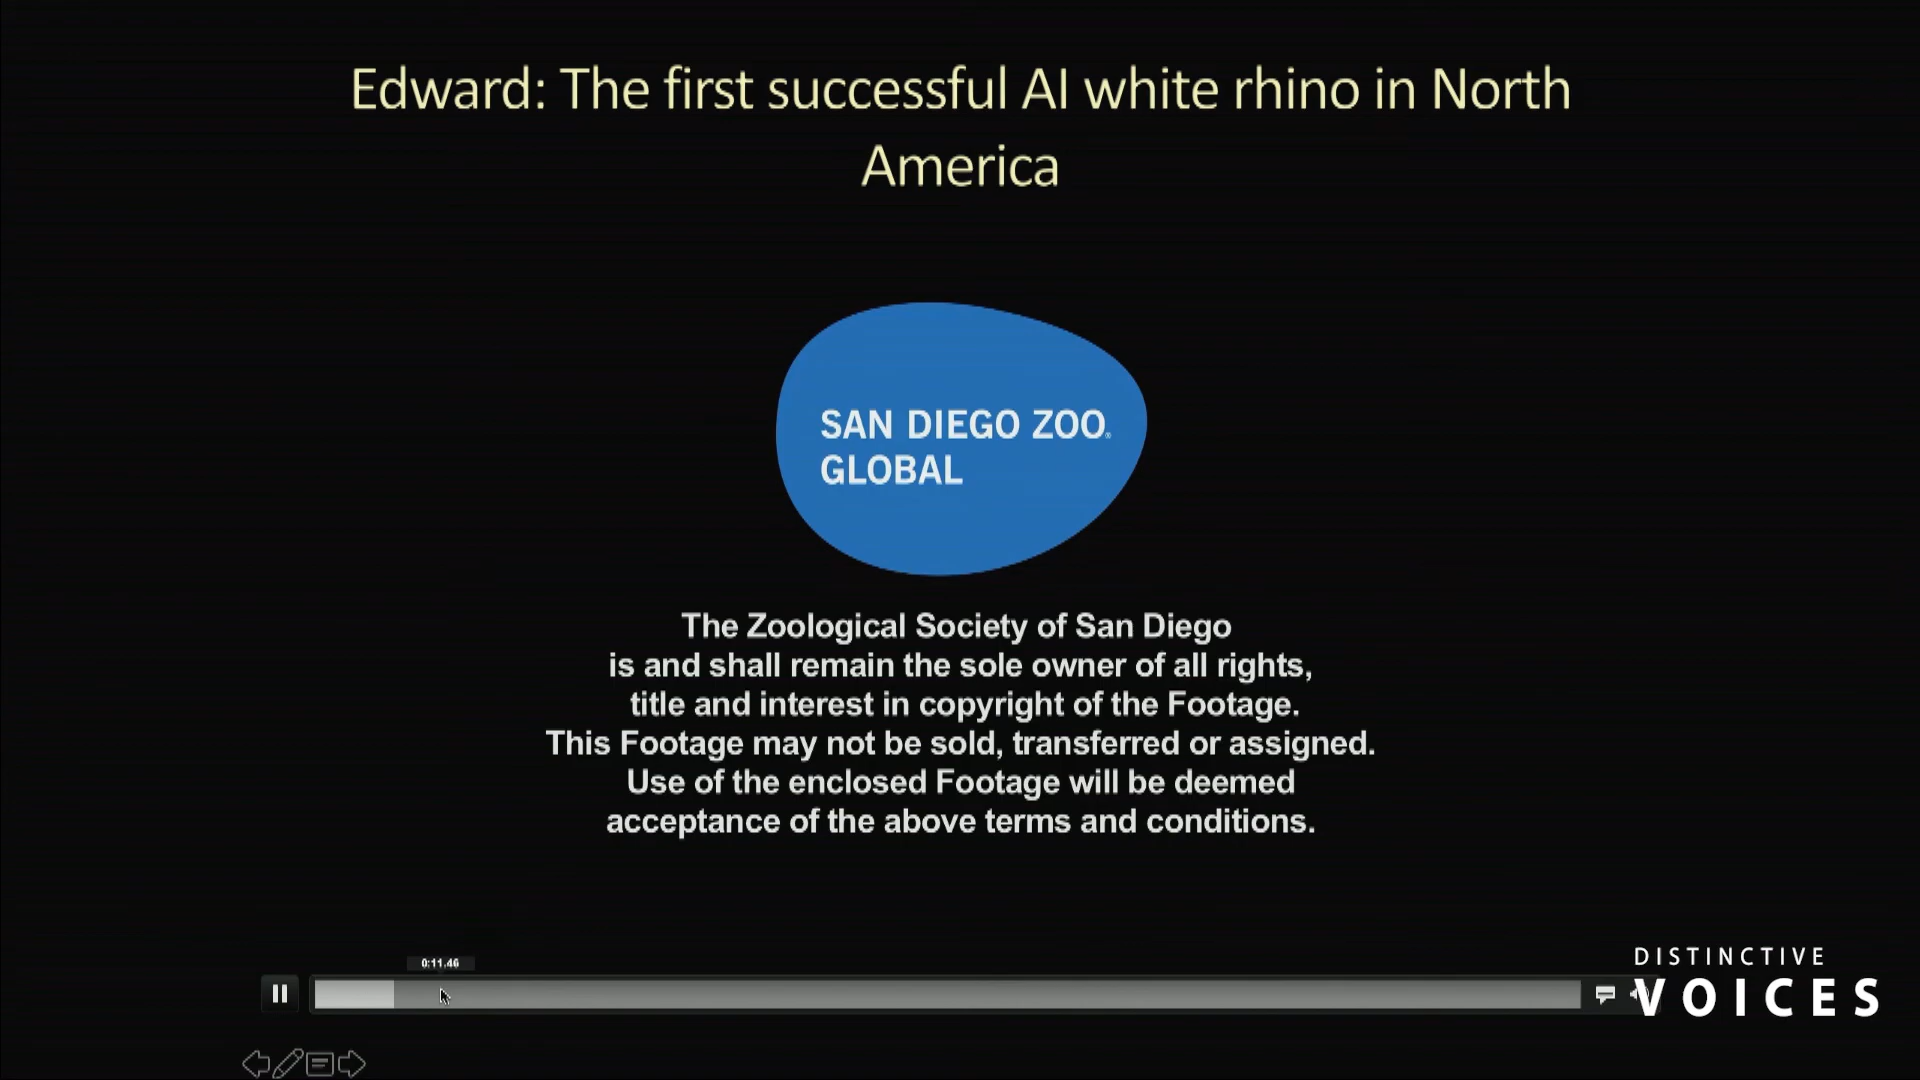 Edward: The first successful AI white rhino in North
America
SAN DIEGO ZOO®
GLOBAL
The Zoological Society of San Diego
is and shall remain the sole owner of all rights,
title and interest in copyright of the Footage.
This Footage may not be sold, transferred or assigned.
Use of the enclosed Footage will be deemed
acceptance of the above terms and conditions.
0:11.46
DISTINCTIVE
VOICES